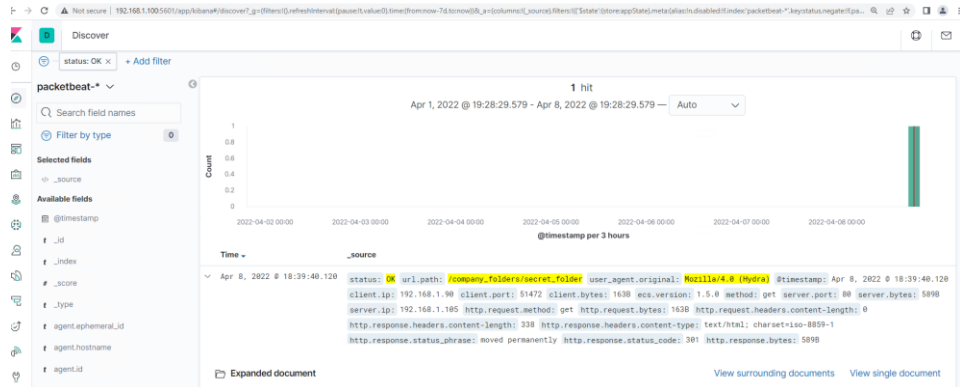 Not secure | 192.168.1.100:5601/app/kibana#/discover?_g=(filters:!(),refreshInterval:(pause:!t,value:0),time:(from:now-7d,to:now))&_a=(columns:!(_source),filters:!(('$state':(store:appState),meta:(alias:!n,disabled:!f,index:'packetbeat-*',key:status,negate:!f,pa...
D Discover
status: OK × + Add filter
packetbeat-*
Search field names
Filter by type 0
Selected fields
_source
Available fields
@timestamp
t _id
t _index
# _score
t _type
t agent.ephemeral_id
t agent.hostname
t agent.id
1 hit
Apr 1, 2022 @ 19:28:29.579 - Apr 8, 2022 @ 19:28:29.579 — Auto
Count
1
0.8
0.6
0.4
0.2
0
2022-04-02 00:00 2022-04-03 00:00 2022-04-04 00:00 2022-04-05 00:00 2022-04-06 00:00 2022-04-07 00:00 2022-04-08 00:00
@timestamp per 3 hours
Time _source
Apr 8, 2022 @ 18:39:40.120 status: OK url.path: /company_folders/secret_folder user_agent.original: Mozilla/4.0 (Hydra) @timestamp: Apr 8, 2022 @ 18:39:40.120
client.ip: 192.168.1.90 client.port: 51472 client.bytes: 163B ecs.version: 1.5.0 method: get server.port: 80 server.bytes: 589B
server.ip: 192.168.1.105 http.request.method: get http.request.bytes: 163B http.request.headers.content-length: 0
http.response.headers.content-length: 338 http.response.headers.content-type: text/html; charset=iso-8859-1
http.response.status_phrase: moved permanently http.response.status_code: 301 http.response.bytes: 589B
Expanded document View surrounding documents View single document